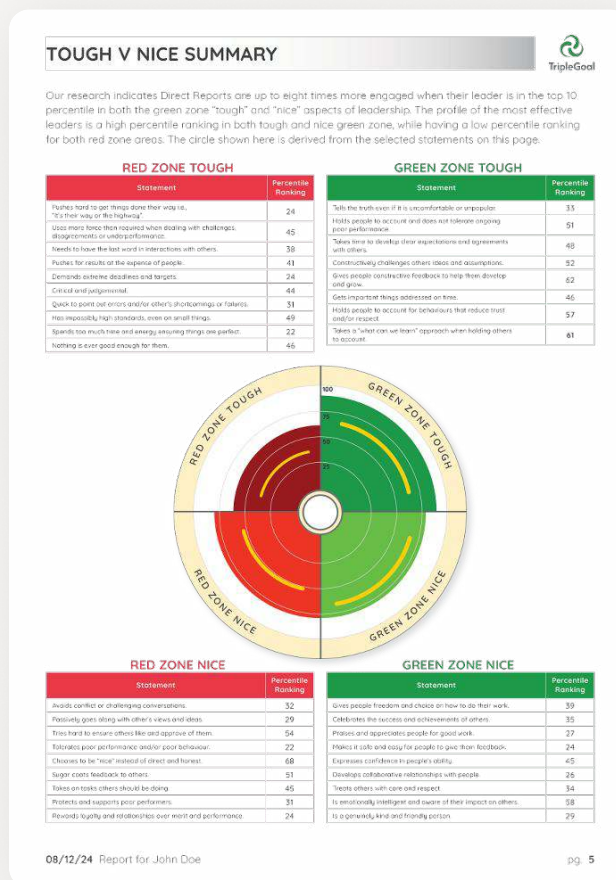 TOUGH V NICE SUMMARY
TripleGoal
Our research indicates Direct Reports are up to eight times more engaged when their leader is in the top 10
percentile in both the green zone "tough" and "nice" aspects of leadership. The profile of the most effective
leaders is a high percentile ranking in both tough and nice green zone, while having a low percentile ranking
for both red zone areas. The circle shown here is derived from the selected statements on this page.
RED ZONE TOUGH
Statement Percentile Ranking
Pushes hard to get things done their way i.e.,
"It's their way or the highway". 24
Uses more force then required when dealing with challenges,
disagreements or underperformance. 45
Needs to have the last word in interactions with others. 38
Pushes for results at the expense of people. 41
Demands extreme deadlines and targets. 24
Critical and judgemental. 44
Quick to point out errors and/or other's shortcomings or failures. 31
Has impossibly high standards, even on small things. 49
Spends too much time and energy ensuring things are perfect. 22
Nothing is ever good enough for them. 46
GREEN ZONE TOUGH
Statement Percentile Ranking
Tells the truth even if it is uncomfortable or unpopular. 33
Holds people to account and does not tolerate ongoing
poor performance. 51
Takes time to develop clear expectations and agreements
with others. 48
Constructively challenges others ideas and assumptions. 52
Gives people constructive feedback to help them develop
and grow. 62
Gets important things addressed on time. 46
Holds people to account for behaviours that reduce trust
and/or respect. 57
Takes a "what can we learn" approach when holding others
to account. 61
RED ZONE TOUGH
GREEN ZONE TOUGH
100
75
50
25
RED ZONE NICE
GREEN ZONE NICE
RED ZONE NICE
Statement Percentile Ranking
Avoids conflict or challenging conversations. 32
Passively goes along with other's views and ideas. 29
Tries hard to ensure others like and approve of them. 54
Tolerates poor performance and/or poor behaviour. 22
Chooses to be "nice" instead of direct and honest. 68
Sugar coats feedback to others. 51
Takes on tasks others should be doing. 45
Protects and supports poor performers. 31
Rewards loyalty and relationships over merit and performance. 24
GREEN ZONE NICE
Statement Percentile Ranking
Gives people freedom and choice on how to do their work. 39
Celebrates the success and achievements of others. 35
Praises and appreciates people for good work. 27
Makes it safe and easy for people to give them feedback. 24
Expresses confidence in people's ability. 45
Develops collaborative relationships with people. 26
Treats others with care and respect. 34
Is emotionally intelligent and aware of their impact on others. 58
Is a genuinely kind and friendly person. 29
08/12/24 Report for John Doe
pg. 5